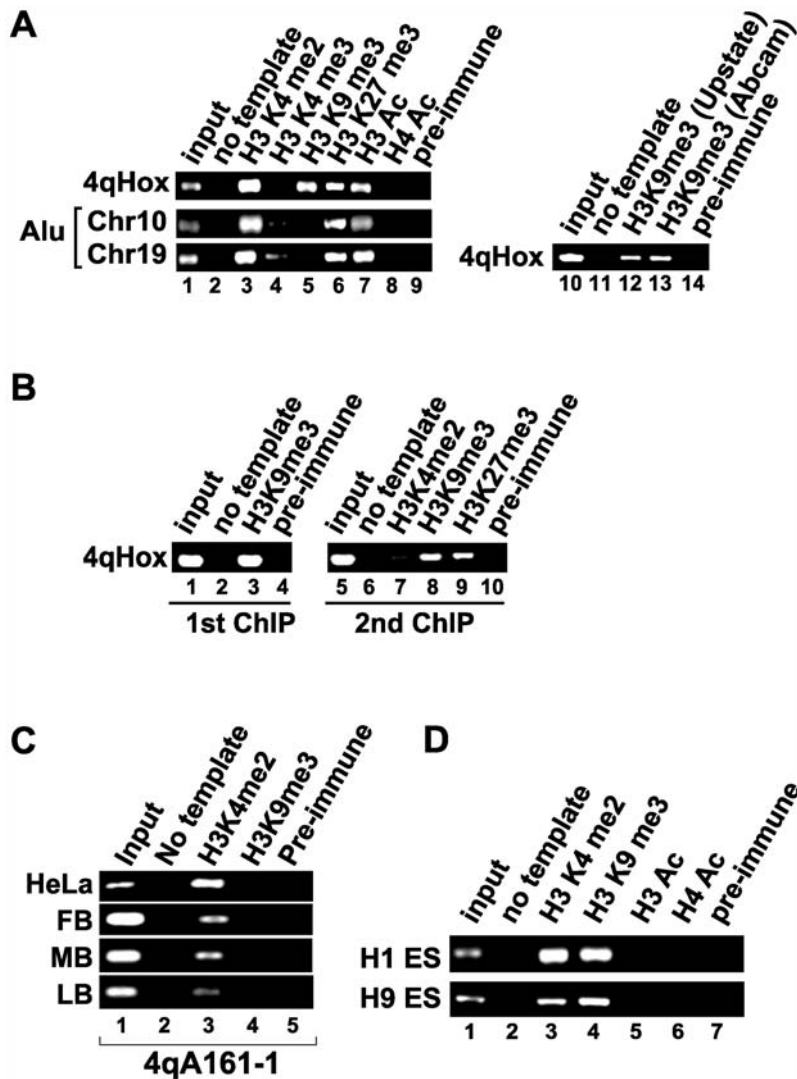 A
input
no template
H3 K4 me2
H3 K4 me3
H3 K9 me3
H3 K27 me3
H3 Ac
H4 Ac
pre-immune
4qHox
Alu
Chr10
Chr19
1 2 3 4 5 6 7 8 9
input
no template
H3K9me3 (Upstate)
H3K9me3 (Abcam)
pre-immune
4qHox
10 11 12 13 14
B
input
no template
H3K9me3
pre-immune
4qHox
1 2 3 4
1st ChIP
input
no template
H3K4me2
H3K9me3
H3K27me3
pre-immune
5 6 7 8 9 10
2nd ChIP
C
Input
No template
H3K4me2
H3K9me3
Pre-immune
HeLa
FB
MB
LB
1 2 3 4 5
4qA161-1
D
input
no template
H3 K4 me2
H3 K9 me3
H3 Ac
H4 Ac
pre-immune
H1 ES
H9 ES
1 2 3 4 5 6 7